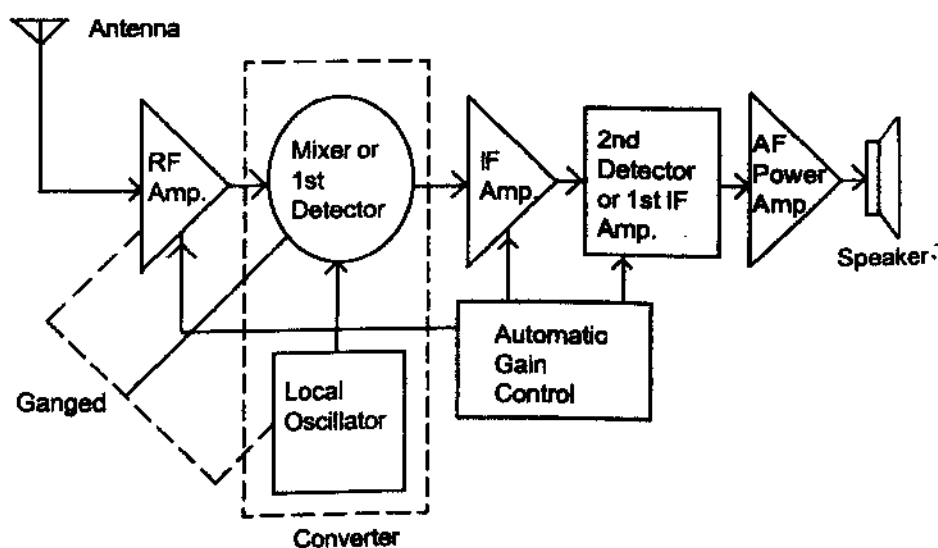 Antenna
RF
Amp.
Mixer or
1st
Detector
IF
Amp.
2nd
Detector
or 1st IF
Amp.
AF
Power
Amp.
Speaker
Automatic
Gain
Control
Ganged
Local
Oscillator
Converter